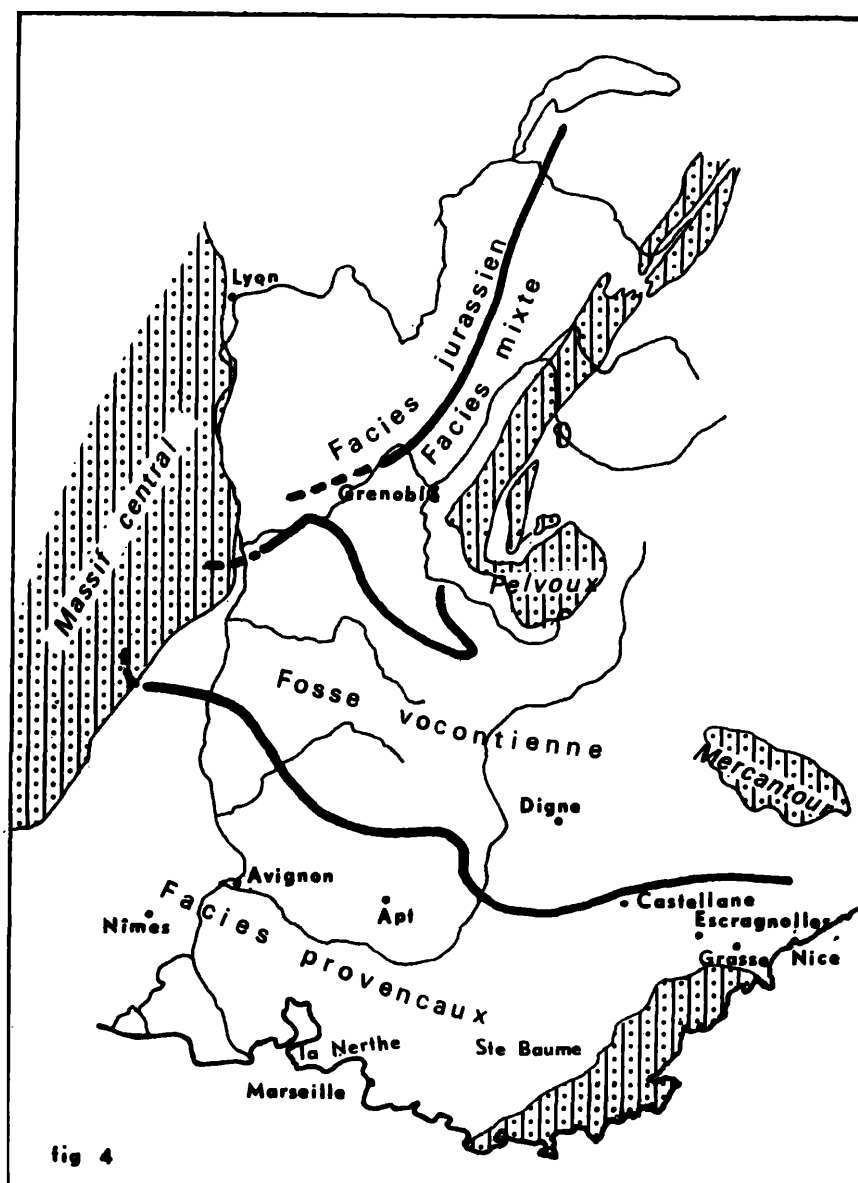 Lyon
Facies jurassien
Facies mixte
Massif central
Grenoble
Pelvoux
Fosse vocontienne
Mercantour
Digne
Avignon
Castellane
Apt
Escragnolles
Nîmes
Grasse
Nice
Facies provencaux
la Nerthe
Ste Baume
Marseille
fig 4